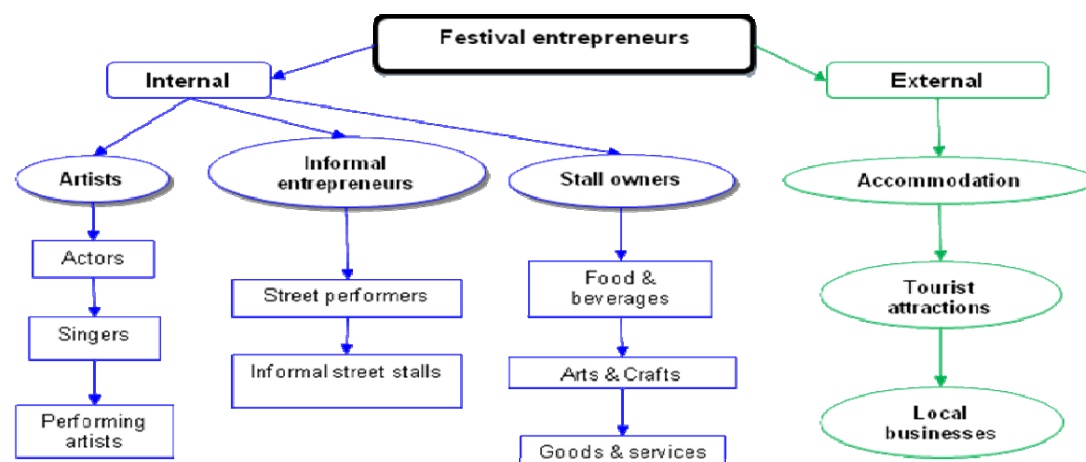 Festival entrepreneurs
Internal
External
Artists
Informal
entrepreneurs
Stall owners
Accommodation
Actors
Singers
Performing
artists
Street performers
Informal street stalls
Food &
beverages
Arts & Crafts
Goods & services
Tourist
attractions
Local
businesses